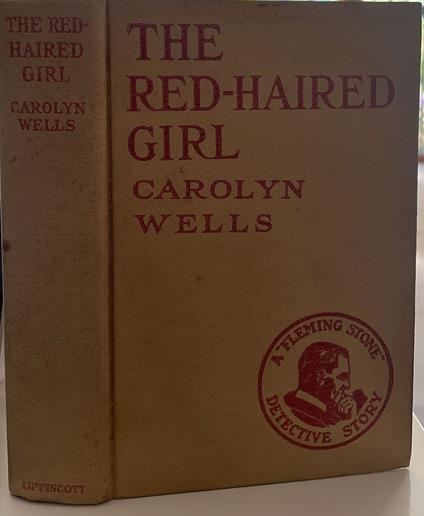 THE RED-
HAIRED
GIRL
CAROLYN
WELLS
LIPPINCOTT
THE
RED-HAIRED
GIRL
CAROLYN
WELLS
A "FLEMING STONE"
DETECTIVE STORY